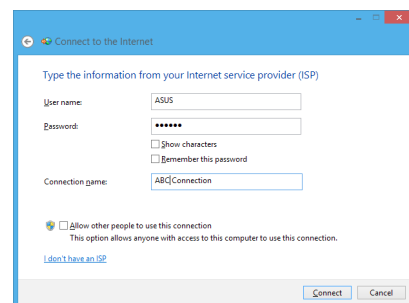 Connect to the Internet
Type the information from your Internet service provider (ISP)
User name: ASUS
Password: ••••••
Show characters
Remember this password
Connection name: ABC Connection
Allow other people to use this connection
This option allows anyone with access to this computer to use this connection.
I don't have an ISP
Connect Cancel